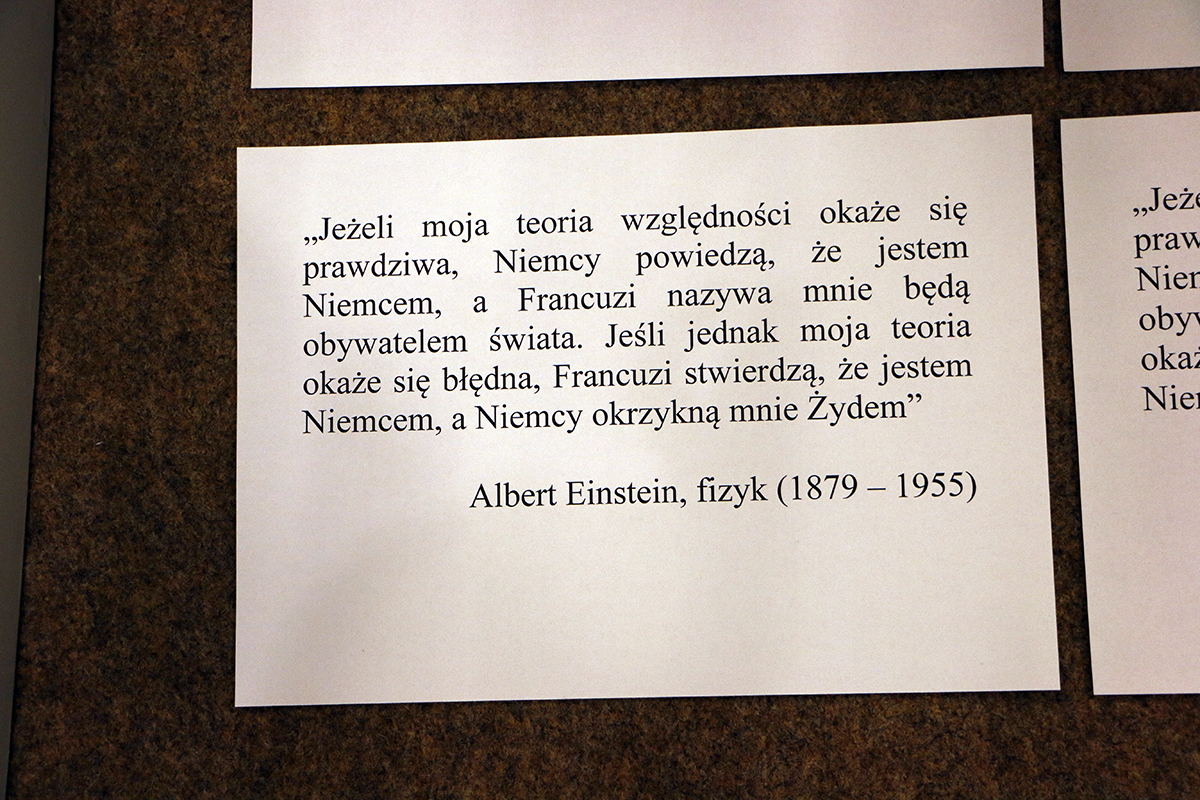 „Jeżeli moja teoria względności okaże się
prawdziwa, Niemcy powiedzą, że jestem
Niemcem, a Francuzi nazywa mnie będą
obywatelem świata. Jeśli jednak moja teoria
okaże się błędna, Francuzi stwierdzą, że jestem
Niemcem, a Niemcy okrzykną mnie Żydem”
Albert Einstein, fizyk (1879 – 1955)